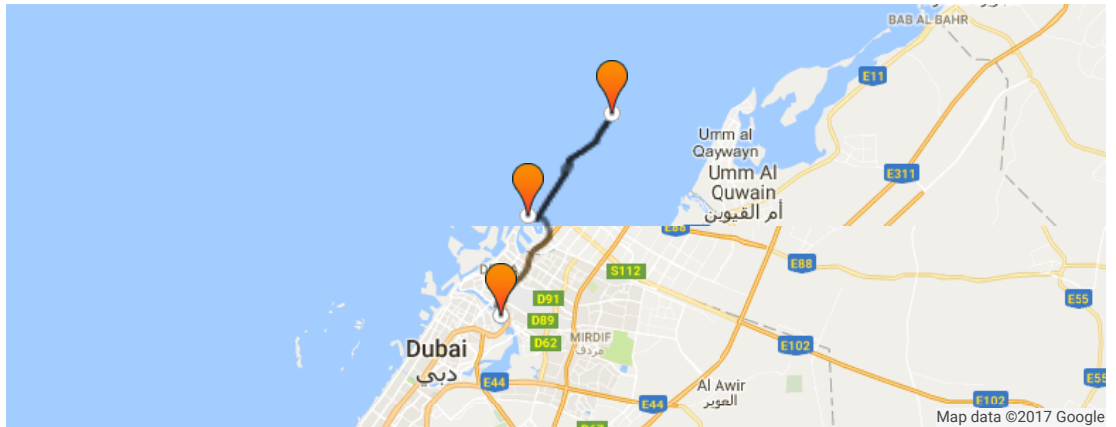 BAB AL BAHR
E11
Umm al
Qaywayn
E311
Umm Al
Quwain
أم القيوين
E88
E88
S112
E55
D91
D89
MIRDIF
مردف
D62
E102
Dubai
دبي
E44
Al Awir
العوير
E55
E44
E102
Map data ©2017 Google